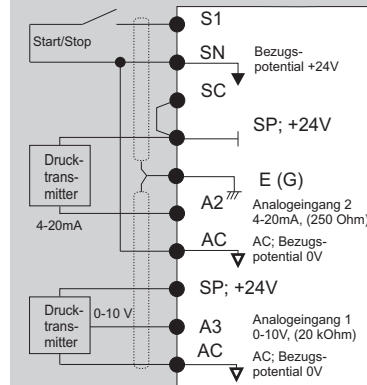 S1
Start/Stop
SN
Bezugs-
potential +24V
SC
SP; +24V
Druck-
trans-
mitter
4-20mA
E (G)
A2
Analogeingang 2
4-20mA, (250 Ohm)
AC
AC; Bezugs-
potential 0V
SP; +24V
Druck-
trans-
mitter
0-10 V
A3
Analogeingang 1
0-10V, (20 kOhm)
AC
AC; Bezugs-
potential 0V